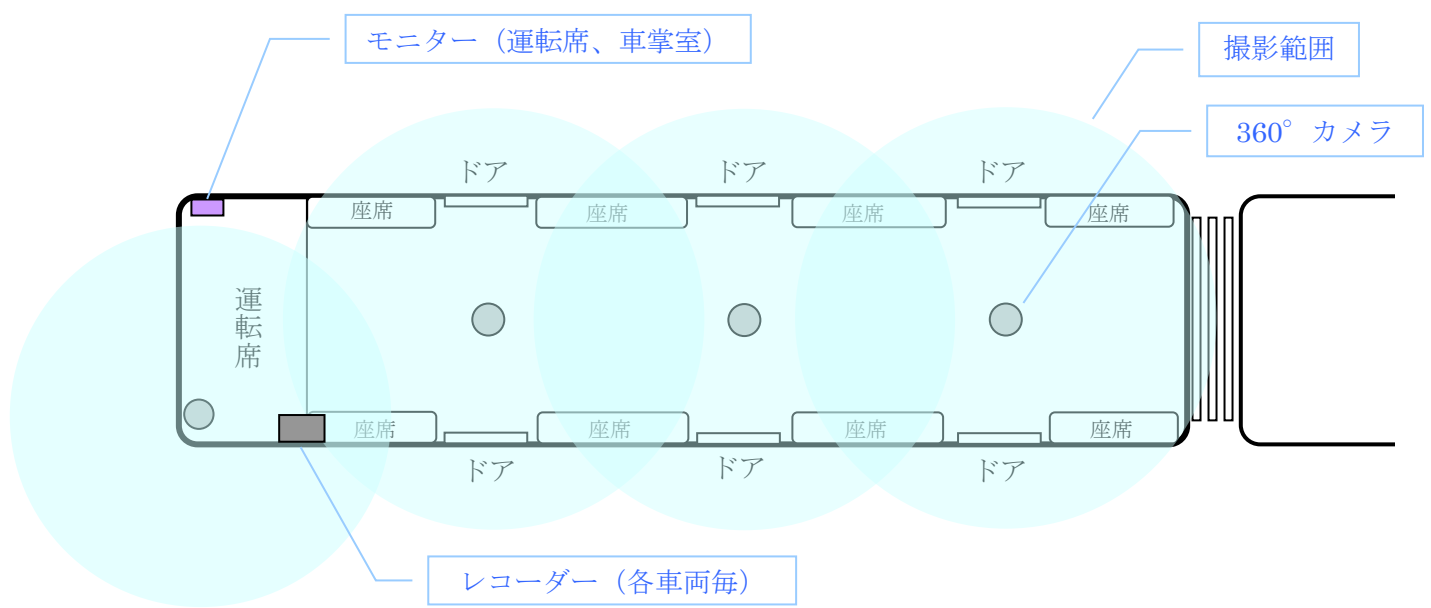 モニター（運転席、車掌室）
撮影範囲
360°カメラ
ドア
ドア
ドア
座席
座席
座席
座席
運転席
座席
座席
座席
座席
ドア
ドア
ドア
レコーダー（各車両毎）